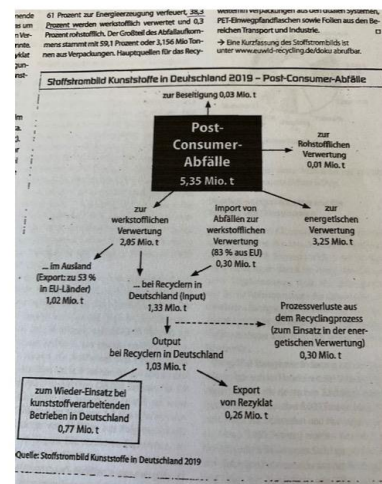 61 Prozent zur Energieerzeugung verfeuert, 38,3
Prozent werden werkstofflich verwertet und 0,3
Prozent rohstofflich. Der Großteil des Abfallaufkom-
mens stammt mit 59,1 Prozent oder 3,156 Mio Ton-
nen aus Verpackungen. Hauptquellen für das Recy-
PET-Einwegpfandflaschen sowie Folien aus den Be-
reichen Transport und Industrie.
→ Eine Kurzfassung des Stoffstrombilds ist
unter www.euwid-recycling.de/doku abrufbar.
Stoffstrombild Kunststoffe in Deutschland 2019 – Post-Consumer-Abfälle
zur Beseitigung 0,03 Mio. t
Post-
Consumer-
Abfälle
5,35 Mio. t
zur
Rohstofflichen
Verwertung
0,01 Mio. t
zur
werkstofflichen
Verwertung
2,05 Mio. t
Import von
Abfällen zur
werkstofflichen
Verwertung
(83 % aus EU)
0,30 Mio. t
zur
energetischen
Verwertung
3,25 Mio. t
... im Ausland
(Export: zu 53 %
in EU-Länder)
1,02 Mio. t
... bei Recyclern in
Deutschland (Input)
1,33 Mio. t
Prozessverluste aus
dem Recyclingprozess
(zum Einsatz in der ener-
getischen Verwertung)
0,30 Mio. t
Output
bei Recyclern in Deutschland
1,03 Mio. t
zum Wieder-Einsatz bei
kunststoffverarbeitenden
Betrieben in Deutschland
0,77 Mio. t
Export
von Rezyklat
0,26 Mio. t
Quelle: Stoffstrombild Kunststoffe in Deutschland 2019